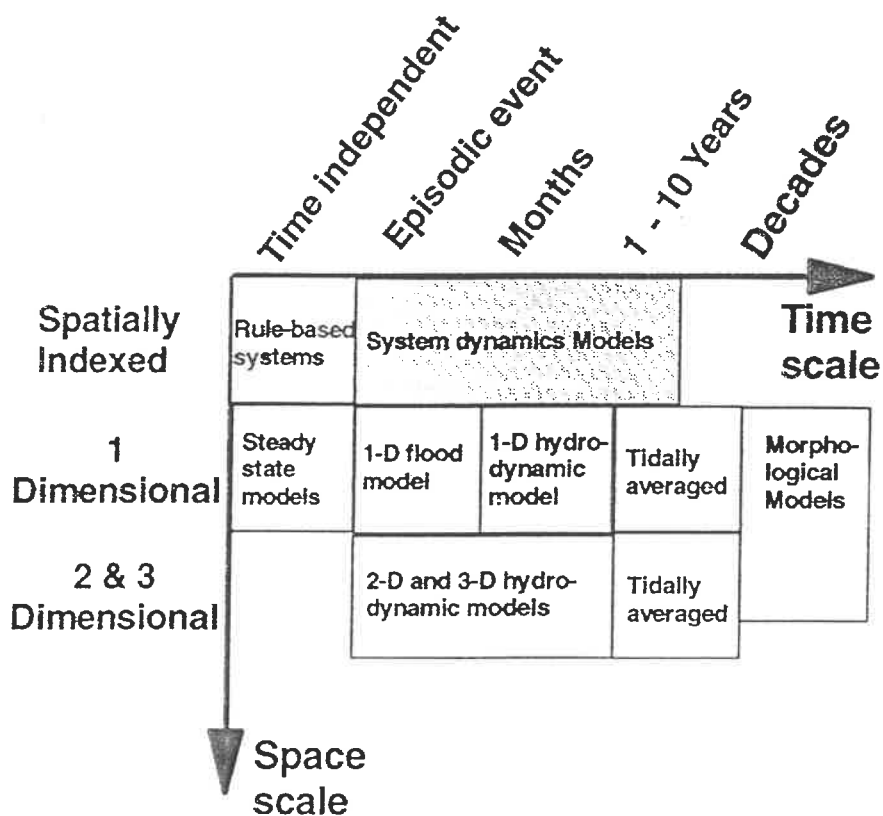 Time independent
Episodic event
Months
1 - 10 Years
Decades
Time
scale
Spatially
Indexed
Rule-based
systems
System dynamics Models
1
Dimensional
Steady
state
models
1-D flood
model
1-D hydro-
dynamic
model
Tidally
averaged
Morpho-
logical
Models
2 & 3
Dimensional
2-D and 3-D hydro-
dynamic models
Tidally
averaged
Space
scale